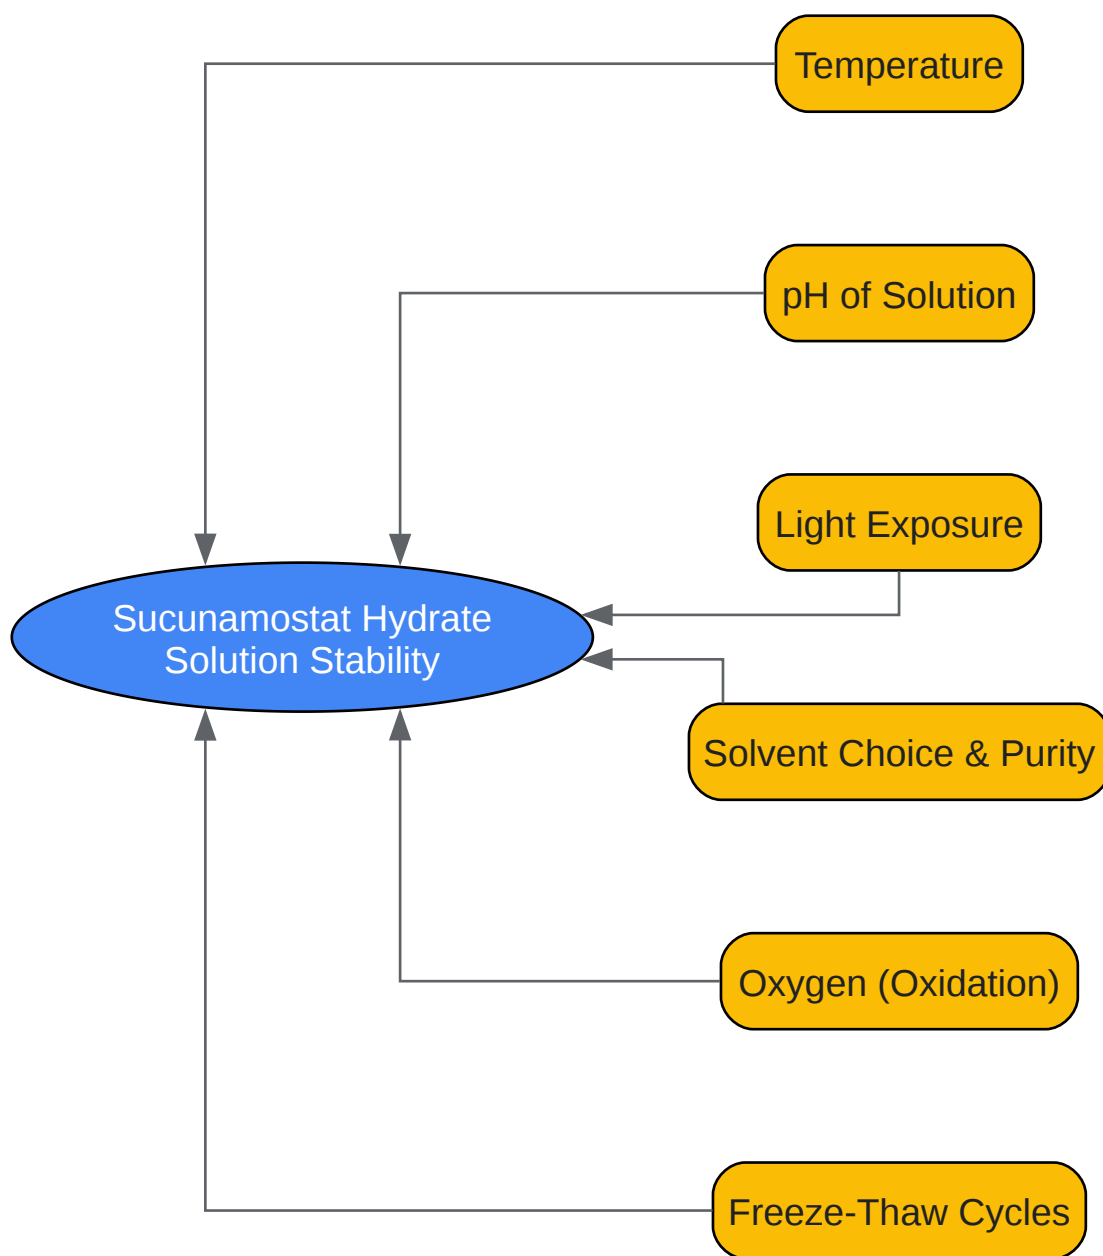 Temperature
pH of Solution
Light Exposure
Sucunamostat Hydrate
Solution Stability
Solvent Choice & Purity
Oxygen (Oxidation)
Freeze-Thaw Cycles